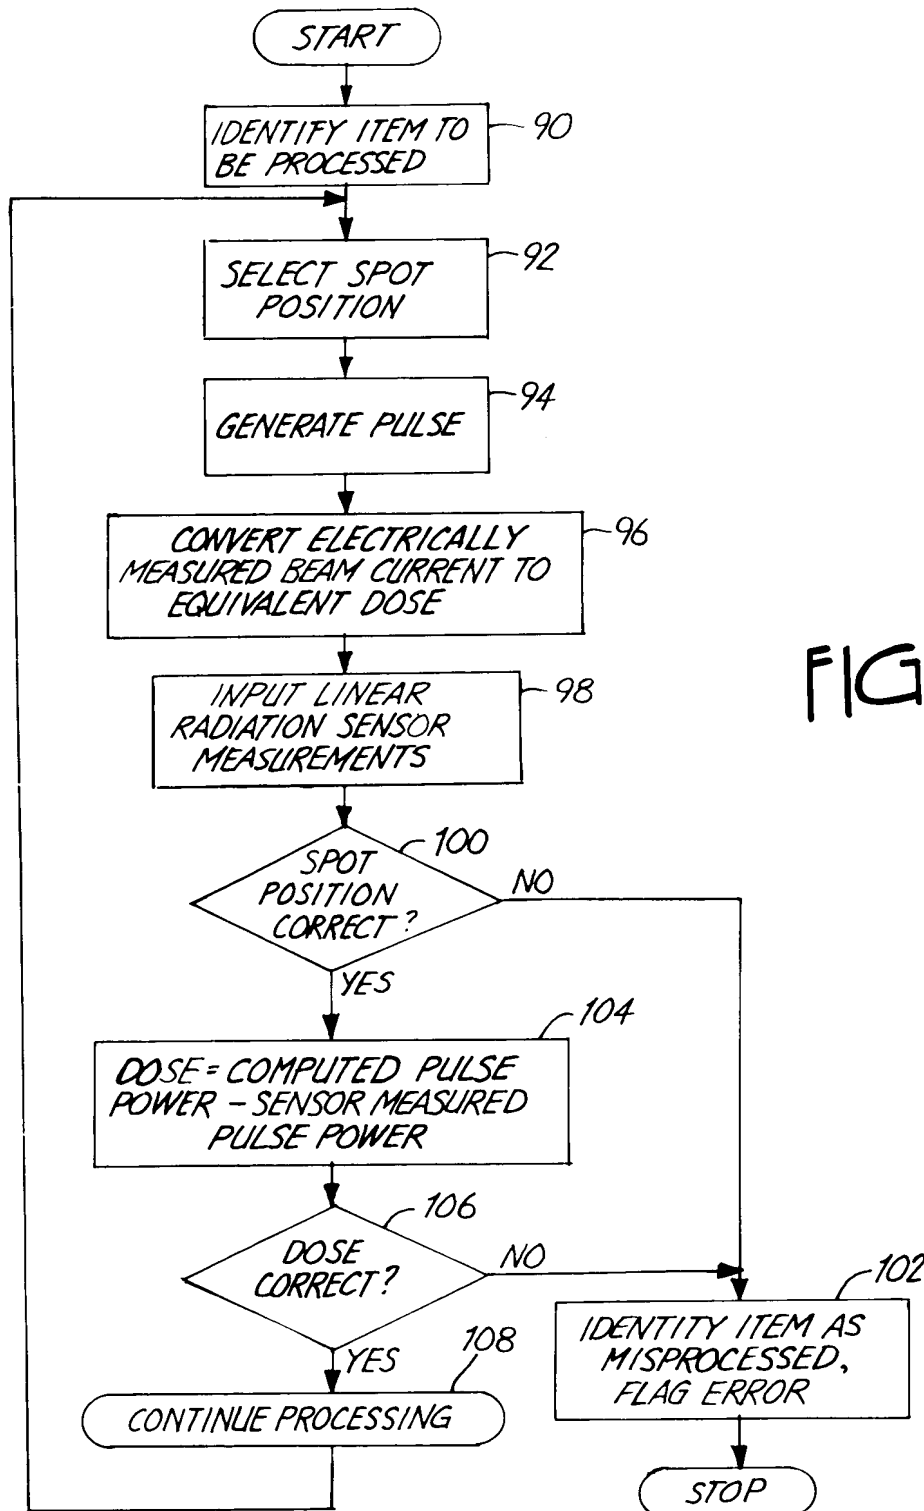 START
IDENTIFY ITEM TO
BE PROCESSED
90
SELECT SPOT
POSITION
92
GENERATE PULSE
94
CONVERT ELECTRICALLY
MEASURED BEAM CURRENT TO
EQUIVALENT DOSE
96
INPUT LINEAR
RADIATION SENSOR
MEASUREMENTS
98
FIG
SPOT
POSITION
CORRECT?
100
NO
YES
DOSE = COMPUTED PULSE
POWER – SENSOR MEASURED
PULSE POWER
104
DOSE
CORRECT?
106
NO
YES
IDENTITY ITEM AS
MISPROCESSED,
FLAG ERROR
102
CONTINUE PROCESSING
108
STOP